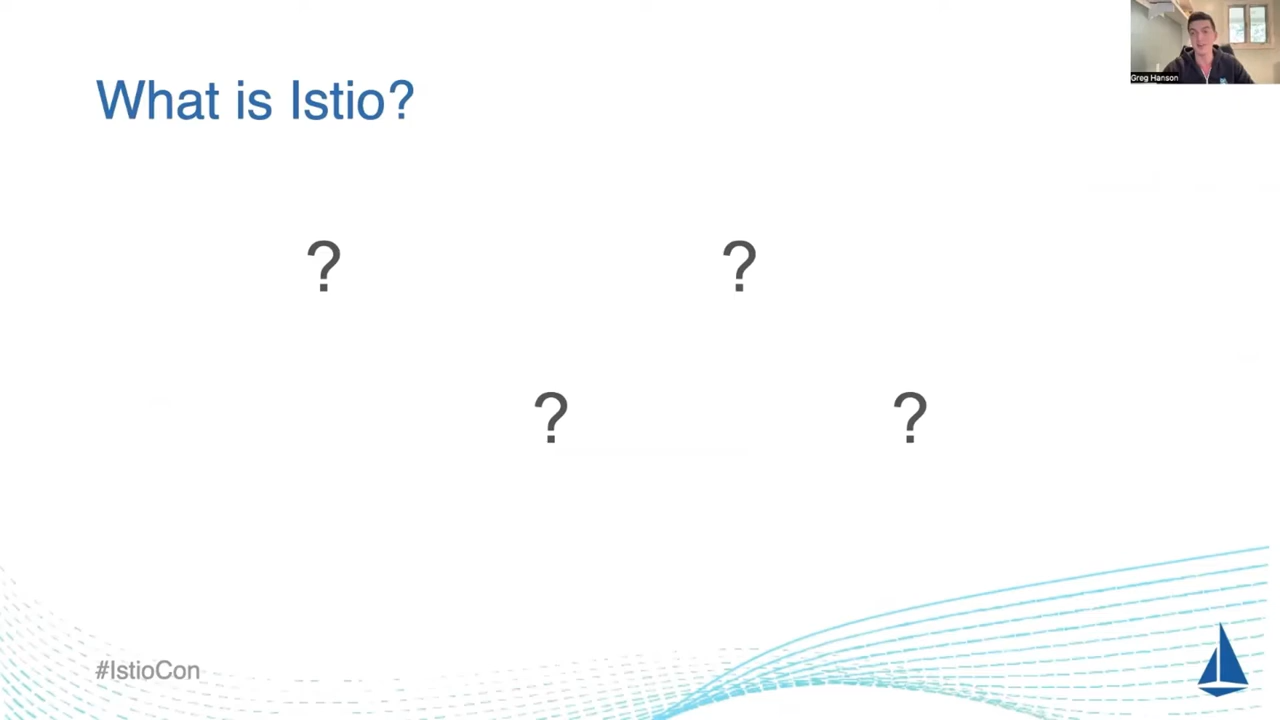 Greg Hanson
What is Istio?
? ?
? ?
#IstioCon